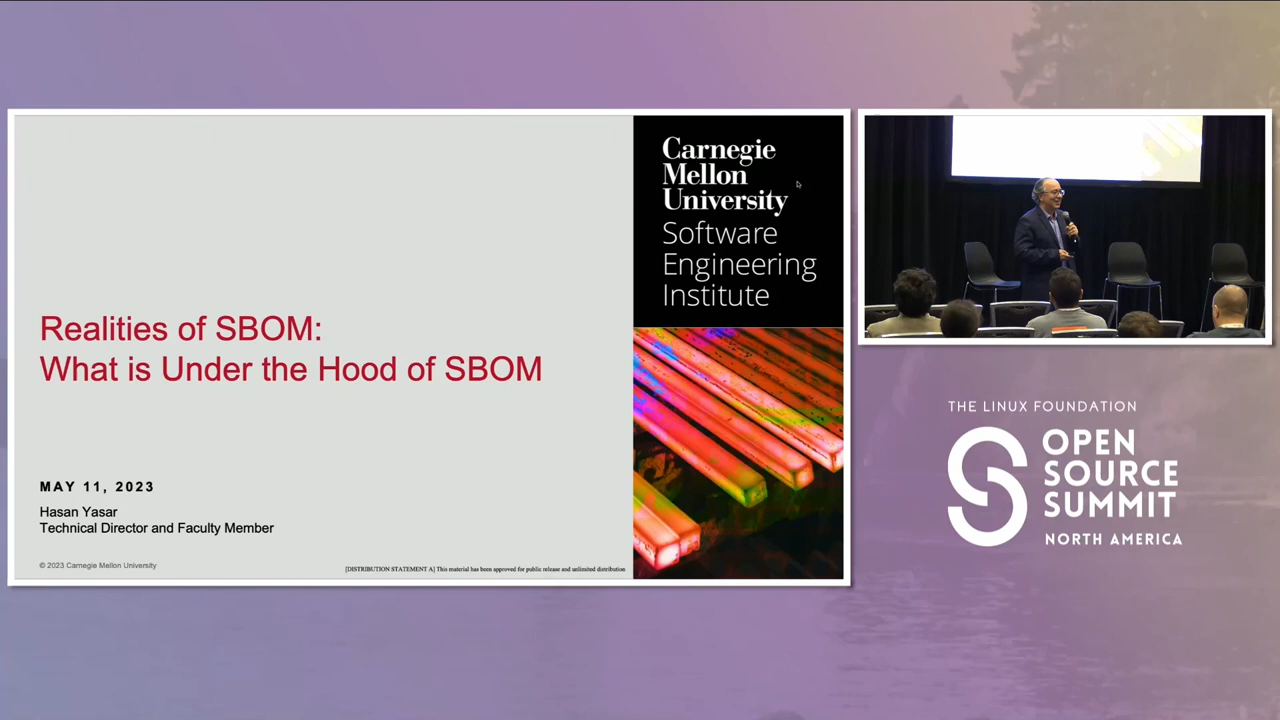 Realities of SBOM:
What is Under the Hood of SBOM
MAY 11, 2023
Hasan Yasar
Technical Director and Faculty Member
© 2023 Carnegie Mellon University
[DISTRIBUTION STATEMENT A] This material has been approved for public release and unlimited distribution
Carnegie
Mellon
University
Software
Engineering
Institute
THE LINUX FOUNDATION
OPEN
SOURCE
SUMMIT
NORTH AMERICA